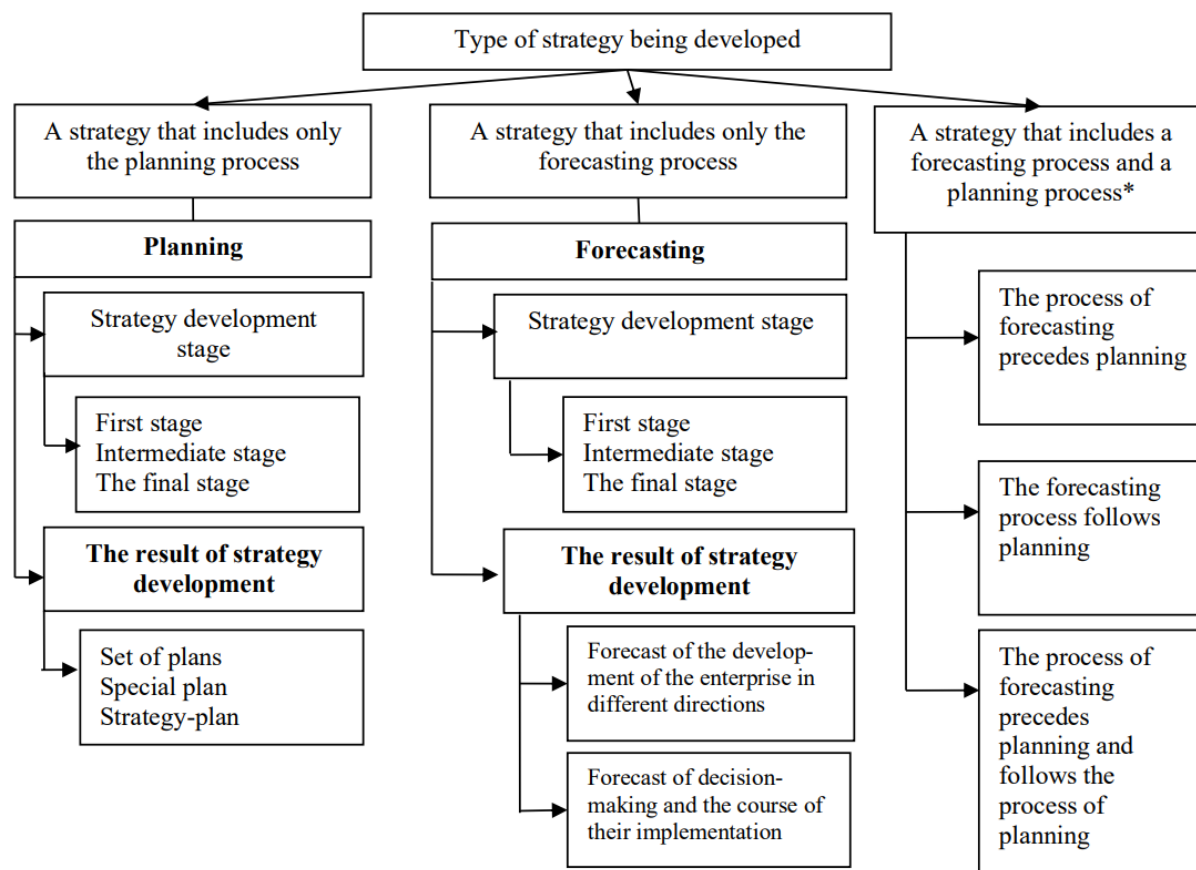 Type of strategy being developed
A strategy that includes only
the planning process
A strategy that includes only the
forecasting process
A strategy that includes a
forecasting process and a
planning process*
Planning
Strategy development
stage
First stage
Intermediate stage
The final stage
The result of strategy
development
Set of plans
Special plan
Strategy-plan
Forecasting
Strategy development stage
First stage
Intermediate stage
The final stage
The result of strategy
development
Forecast of the develop-
ment of the enterprise in
different directions
Forecast of decision-
making and the course of
their implementation
The process of
forecasting
precedes planning
The forecasting
process follows
planning
The process of
forecasting
precedes
planning and
follows the
process of
planning